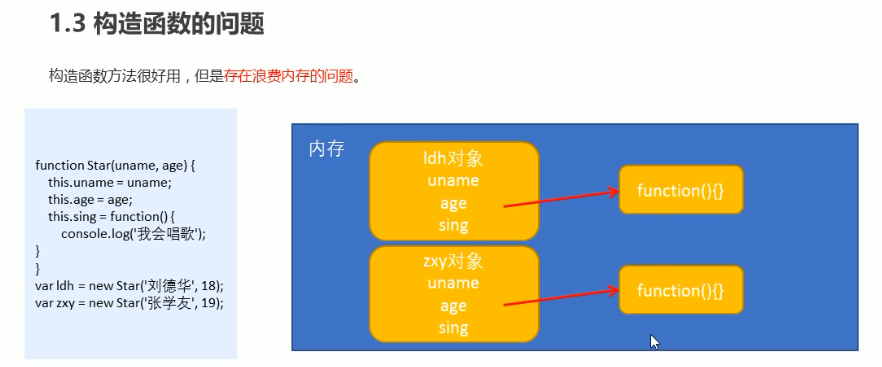 1.3 构造函数的问题
构造函数方法很好用，但是存在浪费内存的问题。
function Star(uname, age) {
this.uname = uname;
this.age = age;
this.sing = function() {
console.log('我会唱歌');
}
}
var ldh = new Star('刘德华', 18);
var zxy = new Star('张学友', 19);
内存
ldh对象
uname
age
sing
function(){}
zxy对象
uname
age
sing
function(){}